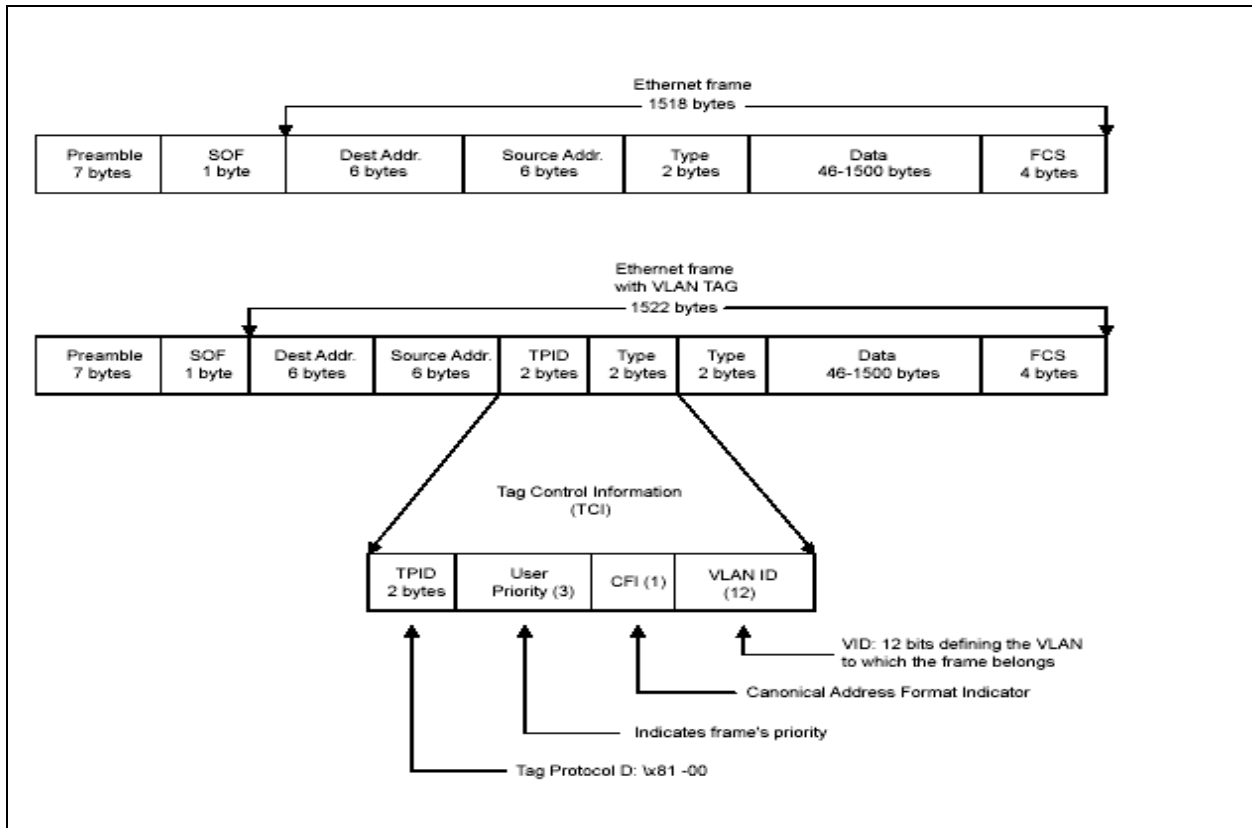 Ethernet frame
1518 bytes
Preamble
7 bytes
SOF
1 byte
Dest Addr.
6 bytes
Source Addr.
6 bytes
Type
2 bytes
Data
46-1500 bytes
FCS
4 bytes
Ethernet frame
with VLAN TAG
1522 bytes
Preamble
7 bytes
SOF
1 byte
Dest Addr.
6 bytes
Source Addr.
6 bytes
TPID
2 bytes
Type
2 bytes
Type
2 bytes
Data
46-1500 bytes
FCS
4 bytes
Tag Control Information
(TCI)
TPID
2 bytes
User
Priority (3)
CFI (1)
VLAN ID
(12)
VID: 12 bits defining the VLAN
to which the frame belongs
Canonical Address Format Indicator
Indicates frame's priority
Tag Protocol D: \x81 -00